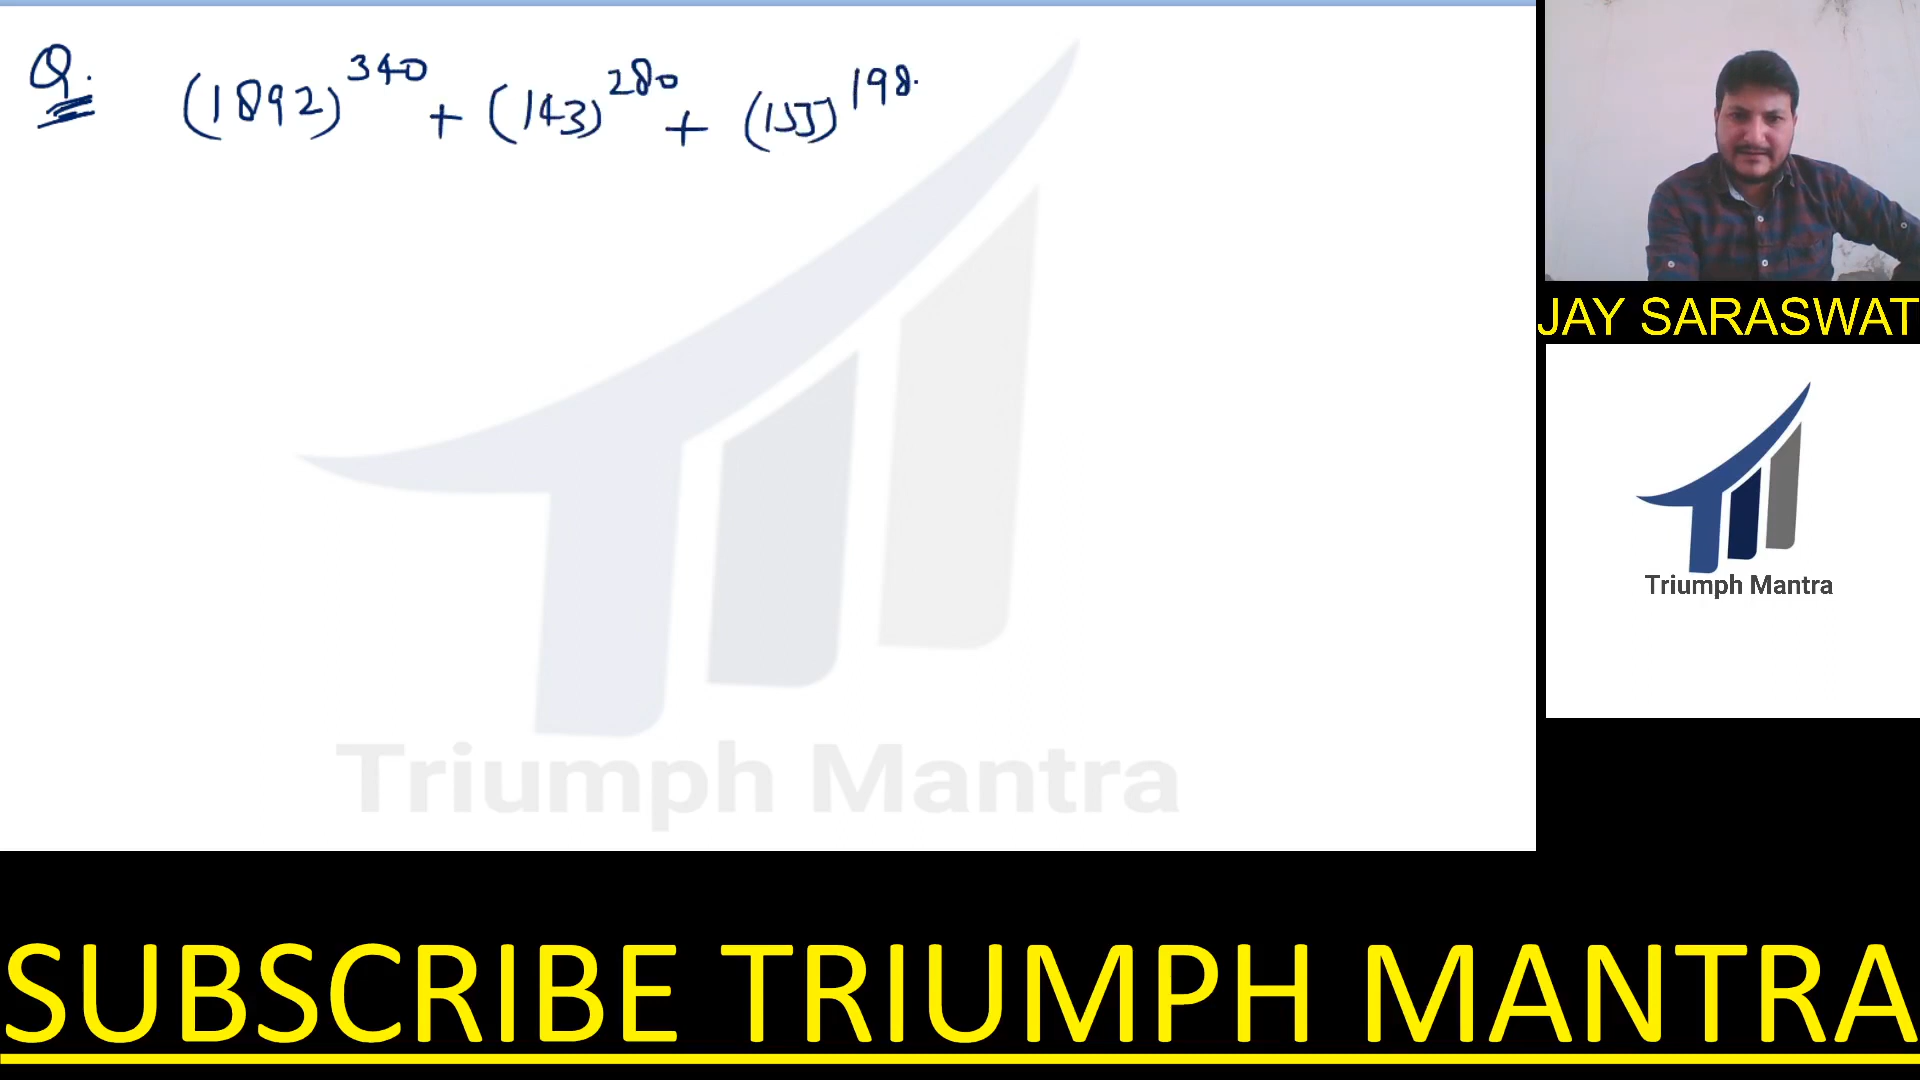 Q. (1892)^340 + (143)^280 + (155)^198.
JAY SARASWAT
Triumph Mantra
Triumph Mantra
SUBSCRIBE TRIUMPH MANTRA